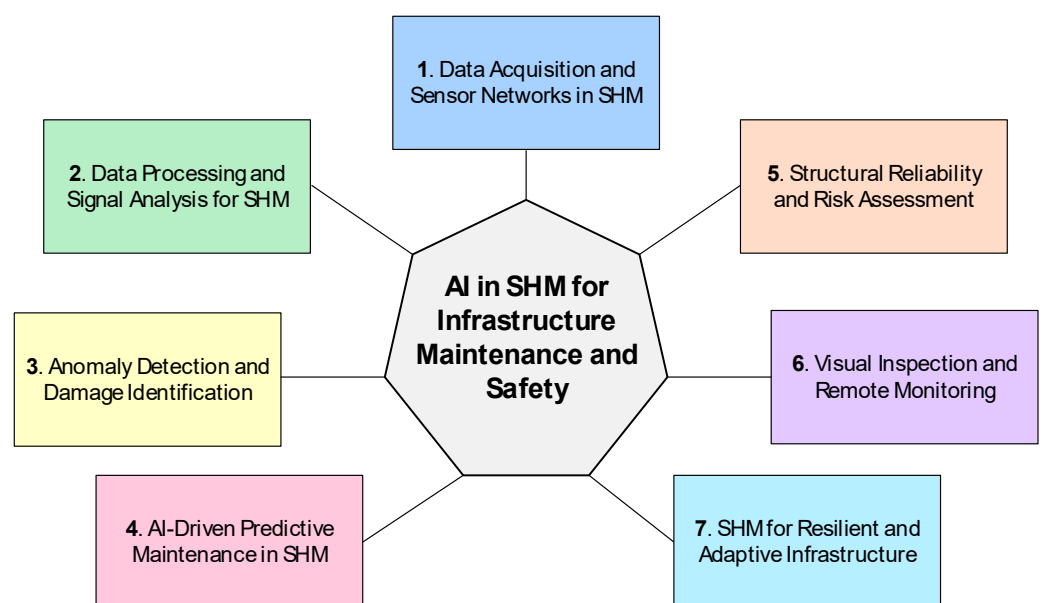 1. Data Acquisition and
Sensor Networks in SHM
2. Data Processing and
Signal Analysis for SHM
3. Anomaly Detection and
Damage Identification
4. AI-Driven Predictive
Maintenance in SHM
AI in SHM for
Infrastructure
Maintenance and
Safety
5. Structural Reliability
and Risk Assessment
6. Visual Inspection and
Remote Monitoring
7. SHM for Resilient and
Adaptive Infrastructure